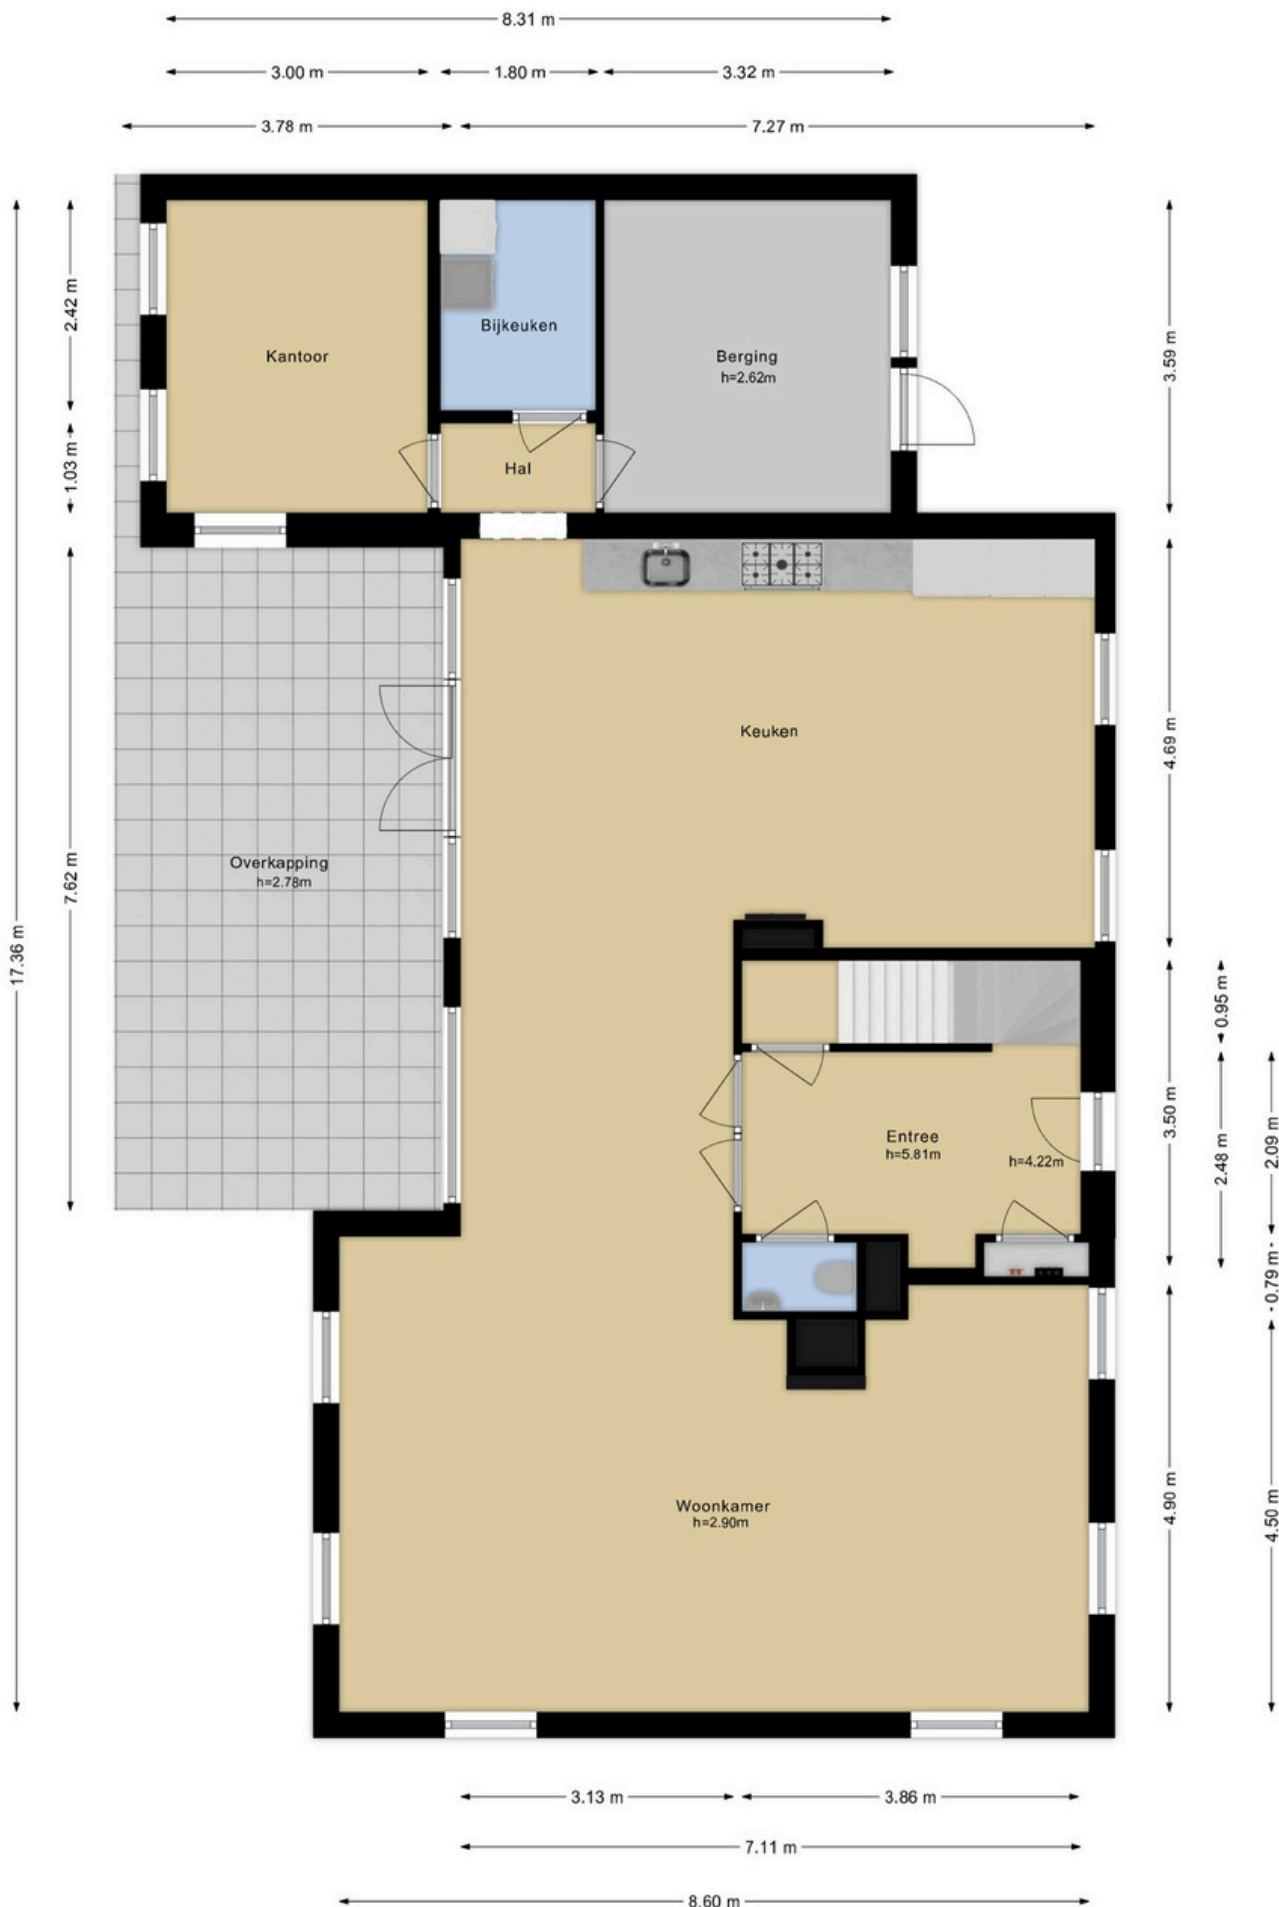 8.31 m
3.00 m
1.80 m
3.32 m
3.78 m
7.27 m
17.36 m
2.42 m
1.03 m
7.62 m
Kantoor
Bijkeuken
Berging
h=2.62m
Hal
3.59 m
Keuken
4.69 m
Overkapping
h=2.78m
Entree
h=5.81m
h=4.22m
0.95 m
3.50 m
2.48 m
2.09 m
0.79 m
Woonkamer
h=2.90m
4.90 m
4.50 m
3.13 m
3.86 m
7.11 m
8.60 m